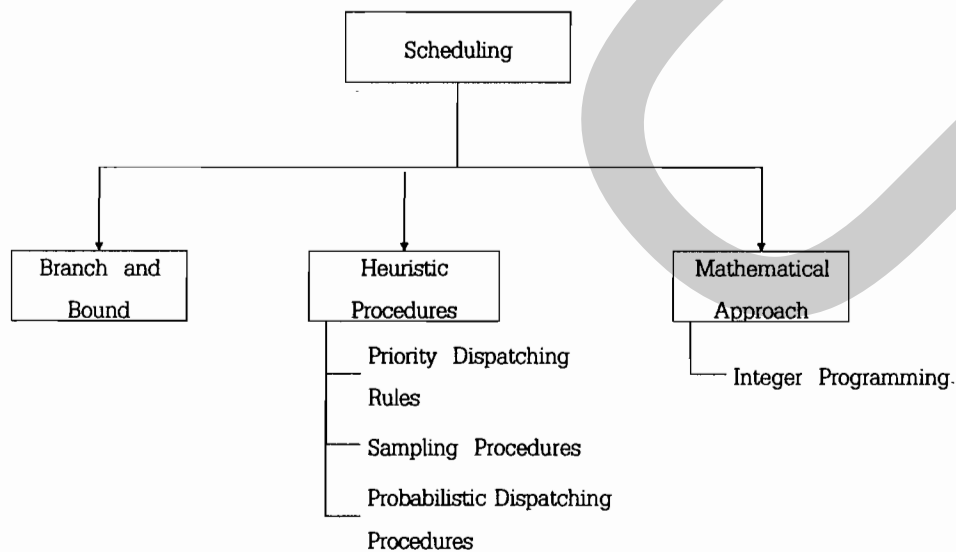 Scheduling
Branch and
Bound
Heuristic
Procedures
Mathematical
Approach
Priority Dispatching
Rules
Sampling Procedures
Probabilistic Dispatching
Procedures
Integer Programming.